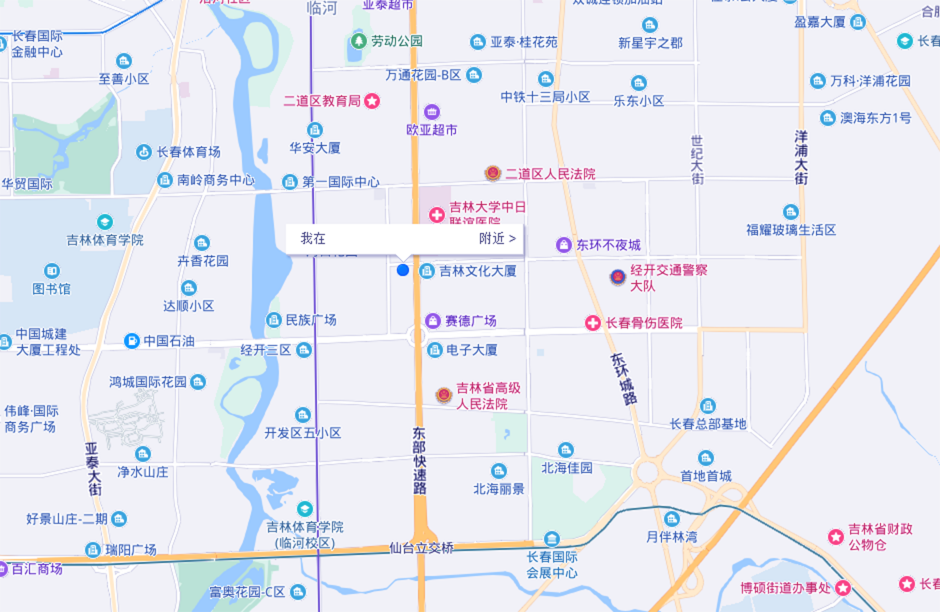 临河
亚泰超市
劳动公园
亚泰·桂花苑
新星宇之郡
盈嘉大厦
长春国际
金融中心
至善小区
万通花园-B区
中铁十三局小区
乐东小区
万科·洋浦花园
二道区教育局
欧亚超市
澳海东方1号
华安大厦
世纪大街
洋浦大街
长春体育场
南岭商务中心
第一国际中心
二道区人民法院
华贸国际
吉林大学中日
联谊医院
吉林体育学院
福耀玻璃生活区
我在
附近 >
东环不夜城
卉香花园
图书馆
吉林文化大厦
经开交通警察
大队
达顺小区
民族广场
赛德广场
长春骨伤医院
中国城建
大厦工程处
中国石油
经开三区
电子大厦
鸿城国际花园
吉林省高级
人民法院
东环城路
伟峰·国际
商务广场
开发区五小区
长春总部基地
亚泰大街
净水山庄
东部快速路
北海佳园
北海丽景
首地首城
好景山庄-二期
吉林体育学院
(临河校区)
月伴林湾
吉林省财政
公物仓
瑞阳广场
仙台立交桥
长春国际
会展中心
百汇商场
富奥花园-C区
博硕街道办事处